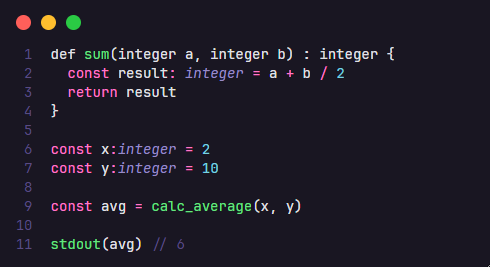 1 def sum(integer a, integer b) : integer {
2   const result: integer = a + b / 2
3   return result
4 }
5
6 const x:integer = 2
7 const y:integer = 10
8
9 const avg = calc_average(x, y)
10
11 stdout(avg) // 6